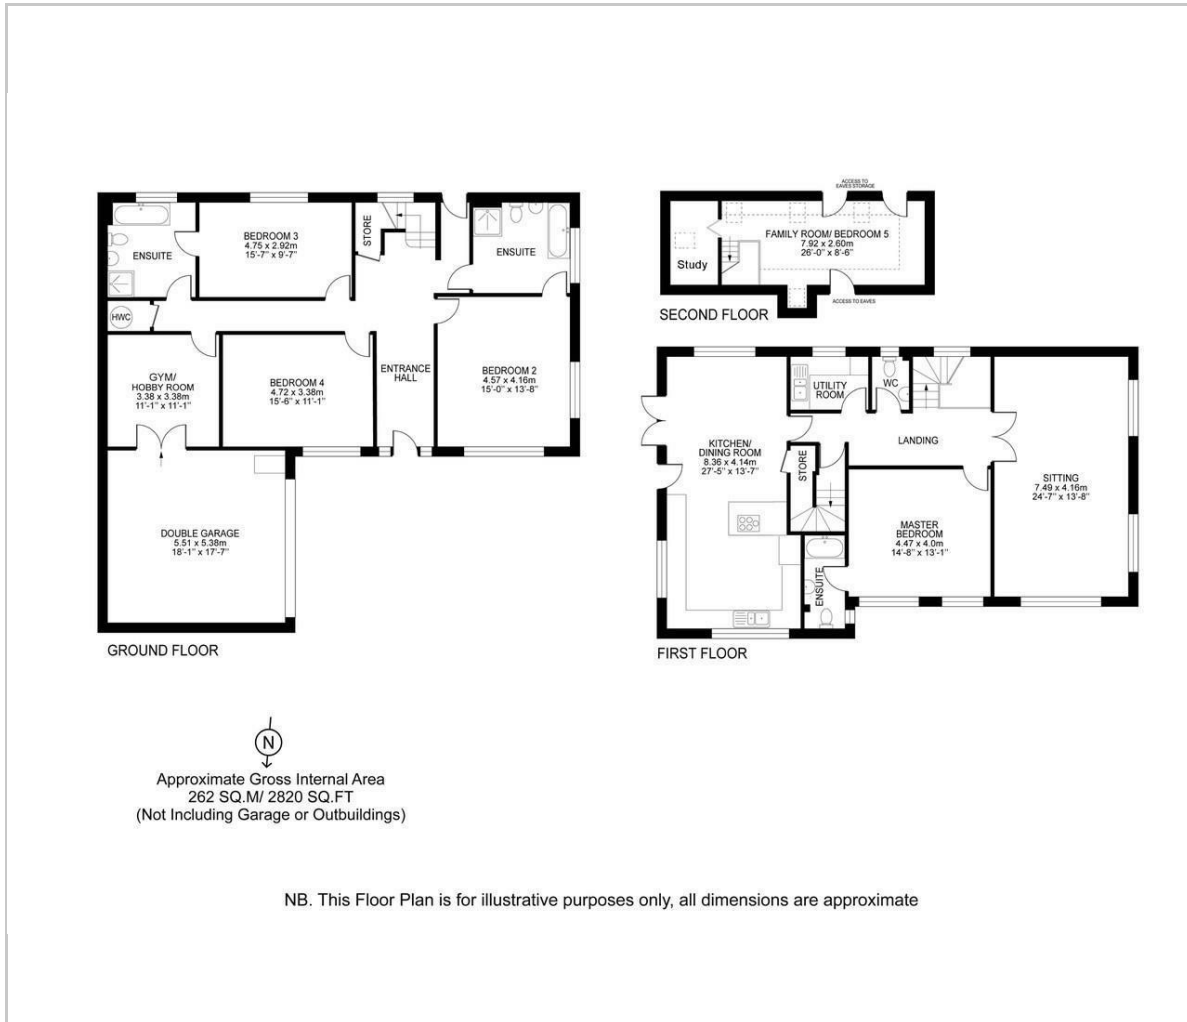 BEDROOM 3
4.75 x 2.92m
15'-7" x 9'-7"
STORE
ENSUITE
ENSUITE
HWC
GYM/
HOBBY ROOM
3.38 x 3.38m
11'-1" x 11'-1"
BEDROOM 4
4.72 x 3.38m
15'-6" x 11'-1"
ENTRANCE
HALL
BEDROOM 2
4.57 x 4.16m
15'-0" x 13'-8"
DOUBLE GARAGE
5.51 x 5.38m
18'-1" x 17'-7"
GROUND FLOOR
ACCESS TO
EAVES STORAGE
FAMILY ROOM/ BEDROOM 5
7.92 x 2.60m
26'-0" x 8'-6"
Study
ACCESS TO EAVES
SECOND FLOOR
UTILITY
ROOM
WC
KITCHEN/
DINING ROOM
8.36 x 4.14m
27'-5" x 13'-7"
STORE
LANDING
SITTING
7.49 x 4.16m
24'-7" x 13'-8"
MASTER
BEDROOM
4.47 x 4.0m
14'-8" x 13'-1"
ENSUITE
FIRST FLOOR
N
Approximate Gross Internal Area
262 SQ.M/ 2820 SQ.FT
(Not Including Garage or Outbuildings)
NB. This Floor Plan is for illustrative purposes only, all dimensions are approximate